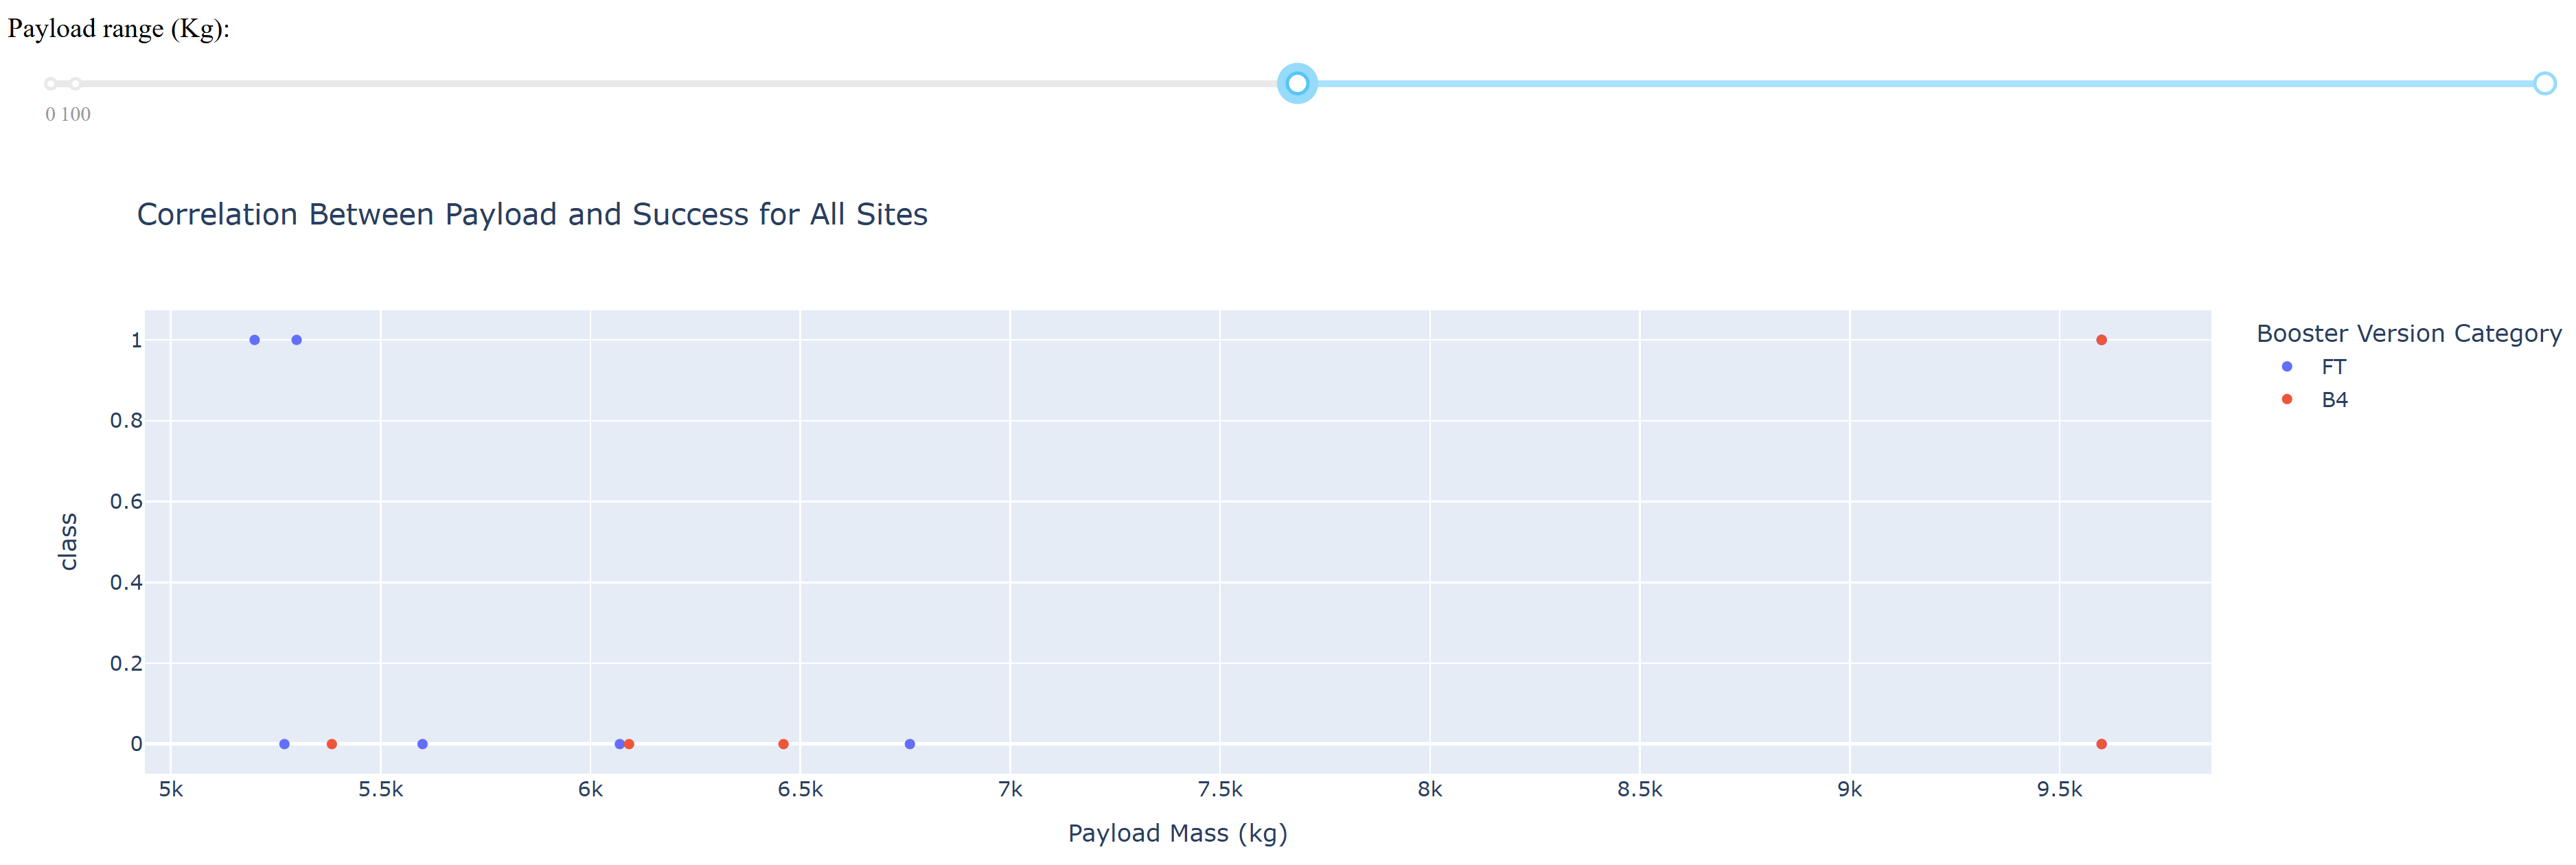 Payload range (Kg):
0 100
Correlation Between Payload and Success for All Sites
Booster Version Category
FT
B4
class
1
0.8
0.6
0.4
0.2
0
5k 5.5k 6k 6.5k 7k 7.5k 8k 8.5k 9k 9.5k
Payload Mass (kg)